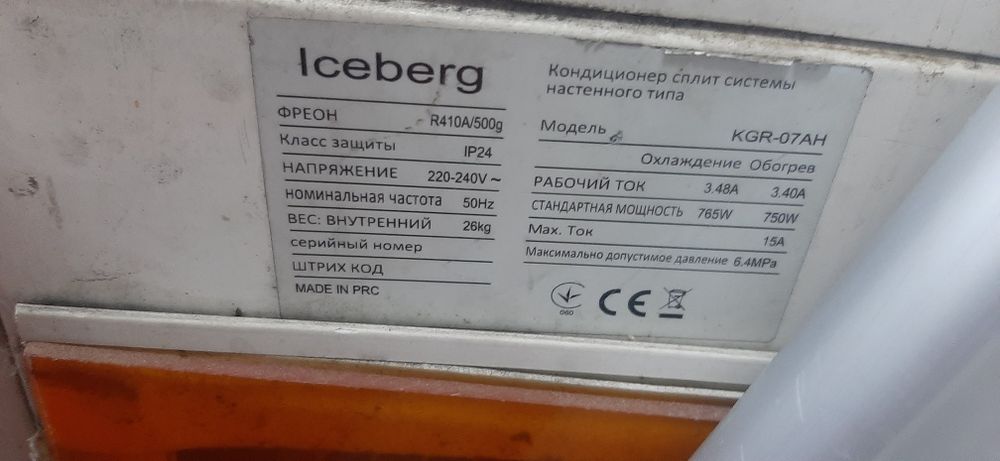 Iceberg
ФРЕОН R410A/500g
Класс защиты IP24
НАПРЯЖЕНИЕ 220-240V ~
номинальная частота 50Hz
ВЕС: ВНУТРЕННИЙ 26kg
серийный номер
ШТРИХ КОД
MADE IN PRC
Кондиционер сплит системы
настенного типа
Модель KGR-07AH
Охлаждение Обогрев
РАБОЧИЙ ТОК 3.48A 3.40A
СТАНДАРТНАЯ МОЩНОСТЬ 765W 750W
Max. Ток 15A
Максимально допустимое давление 6.4MPa
060
CE